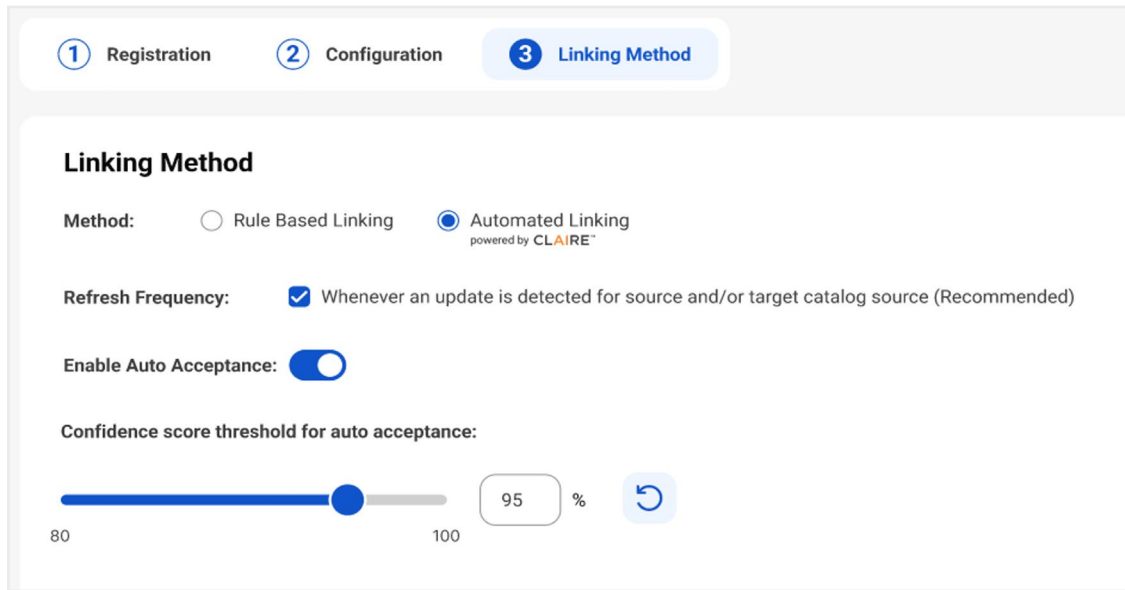 1 Registration 2 Configuration 3 Linking Method
Linking Method
Method: Rule Based Linking Automated Linking
powered by CLAIRE™
Refresh Frequency: Whenever an update is detected for source and/or target catalog source (Recommended)
Enable Auto Acceptance:
Confidence score threshold for auto acceptance:
95 %
80 100